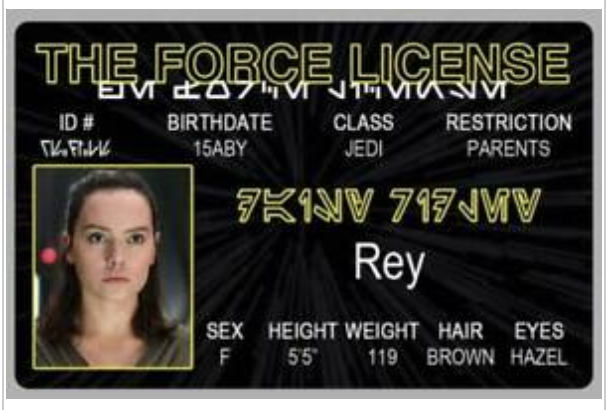 THE FORCE LICENSE
ID # BIRTHDATE CLASS RESTRICTION
15ABY JEDI PARENTS
Rey
SEX HEIGHT WEIGHT HAIR EYES
F 5'5" 119 BROWN HAZEL